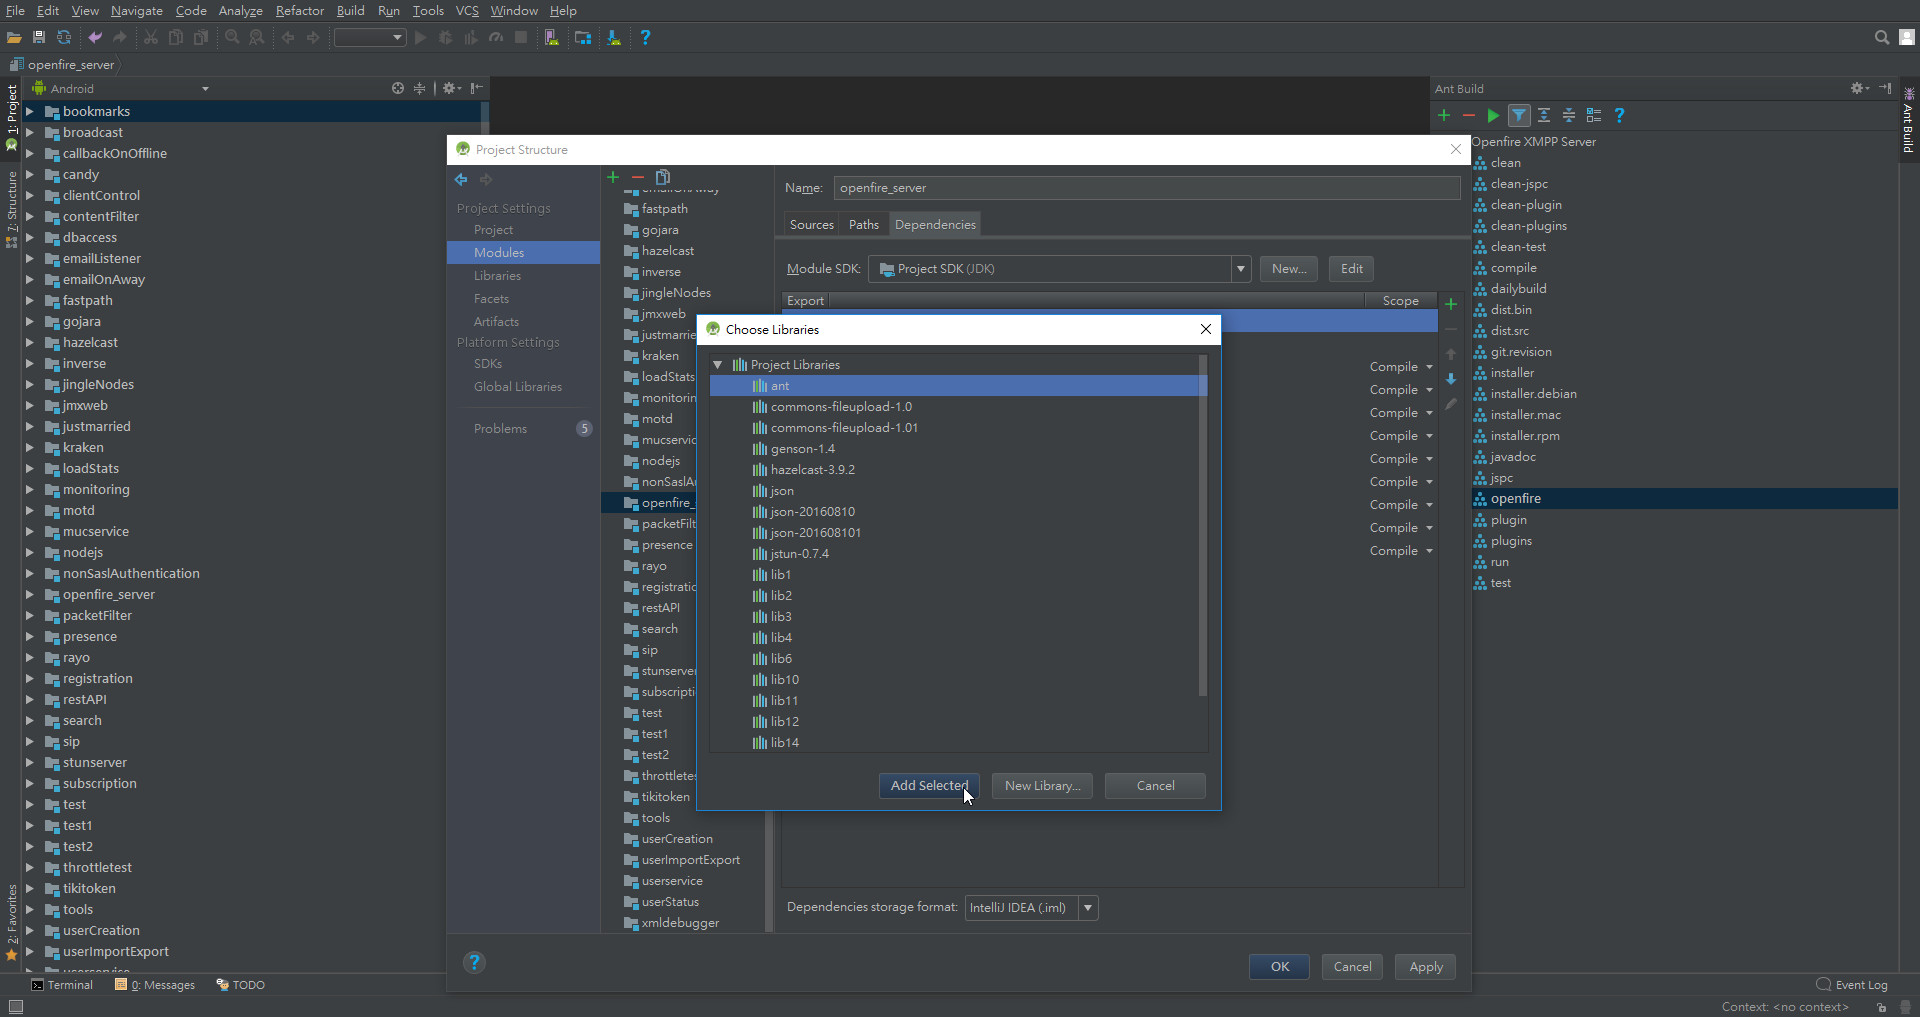 File Edit View Navigate Code Analyze Refactor Build Run Tools VCS Window Help
openfire_server
1: Project
7: Structure
2: Favorites
Android
bookmarks
broadcast
callbackOnOffline
candy
clientControl
contentFilter
dbaccess
emailListener
emailOnAway
fastpath
gojara
hazelcast
inverse
jingleNodes
jmxweb
justmarried
kraken
loadStats
monitoring
motd
mucservice
nodejs
nonSaslAuthentication
openfire_server
packetFilter
presence
rayo
registration
restAPI
search
sip
stunserver
subscription
test
test1
test2
throttletest
tikitoken
tools
userCreation
userImportExport
userservice
Project Structure
Project Settings
Project
Modules
Libraries
Facets
Artifacts
Platform Settings
SDKs
Global Libraries
Problems 5
emailOnAway
fastpath
gojara
hazelcast
inverse
jingleNodes
jmxweb
justmarrie
kraken
loadStats
monitorin
motd
mucservic
nodejs
nonSaslAu
openfire_
packetFilt
presence
rayo
registratio
restAPI
search
sip
stunserver
subscripti
test
test1
test2
throttletes
tikitoken
tools
userCreation
userImportExport
userservice
userStatus
xmldebugger
Name: openfire_server
Sources Paths Dependencies
Module SDK: Project SDK (JDK) New... Edit
Export Scope
Compile
Compile
Compile
Compile
Compile
Compile
Compile
Compile
Compile
Choose Libraries
Project Libraries
ant
commons-fileupload-1.0
commons-fileupload-1.01
genson-1.4
hazelcast-3.9.2
json
json-20160810
json-201608101
jstun-0.7.4
lib1
lib2
lib3
lib4
lib6
lib10
lib11
lib12
lib14
Add Selected New Library... Cancel
Dependencies storage format: IntelliJ IDEA (.iml)
? OK Cancel Apply
Ant Build
Openfire XMPP Server
clean
clean-jspc
clean-plugin
clean-plugins
clean-test
compile
dailybuild
dist.bin
dist.src
git.revision
installer
installer.debian
installer.mac
installer.rpm
javadoc
jspc
openfire
plugin
plugins
run
test
Ant Build
Terminal 0: Messages TODO Event Log
Context: <no context>